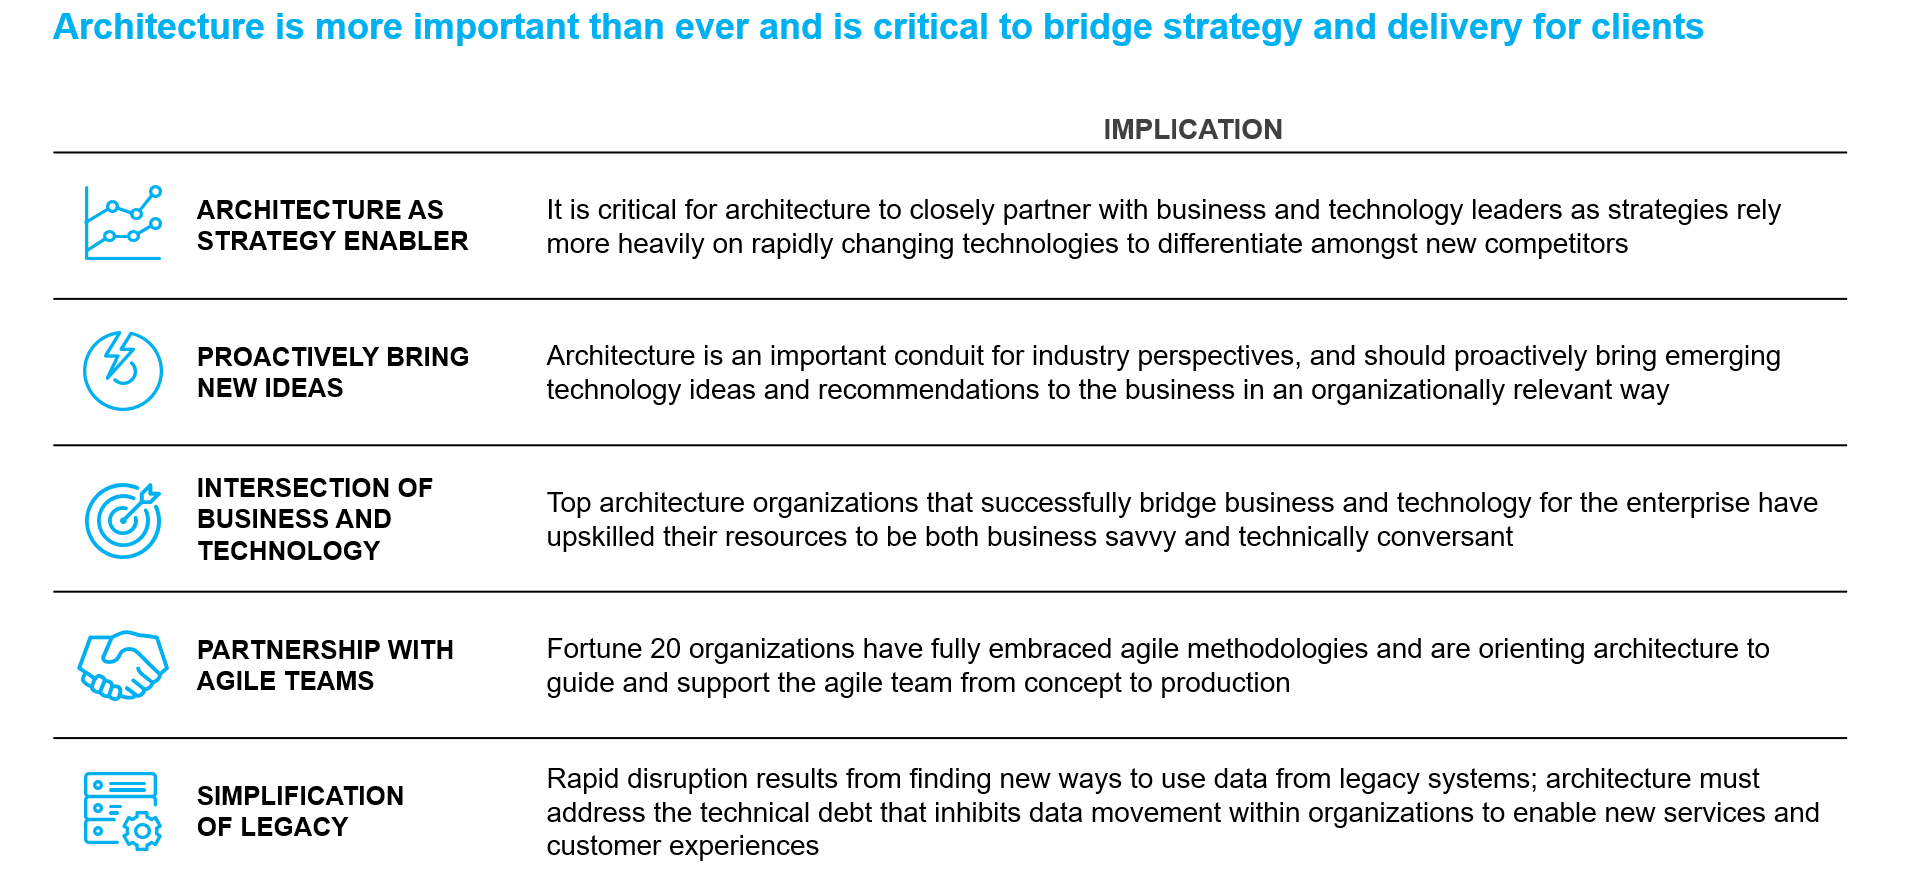 Architecture is more important than ever and is critical to bridge strategy and delivery for clients
IMPLICATION
ARCHITECTURE AS
STRATEGY ENABLER
It is critical for architecture to closely partner with business and technology leaders as strategies rely
more heavily on rapidly changing technologies to differentiate amongst new competitors
PROACTIVELY BRING
NEW IDEAS
Architecture is an important conduit for industry perspectives, and should proactively bring emerging
technology ideas and recommendations to the business in an organizationally relevant way
INTERSECTION OF
BUSINESS AND
TECHNOLOGY
Top architecture organizations that successfully bridge business and technology for the enterprise have
upskilled their resources to be both business savvy and technically conversant
PARTNERSHIP WITH
AGILE TEAMS
Fortune 20 organizations have fully embraced agile methodologies and are orienting architecture to
guide and support the agile team from concept to production
SIMPLIFICATION
OF LEGACY
Rapid disruption results from finding new ways to use data from legacy systems; architecture must
address the technical debt that inhibits data movement within organizations to enable new services and
customer experiences